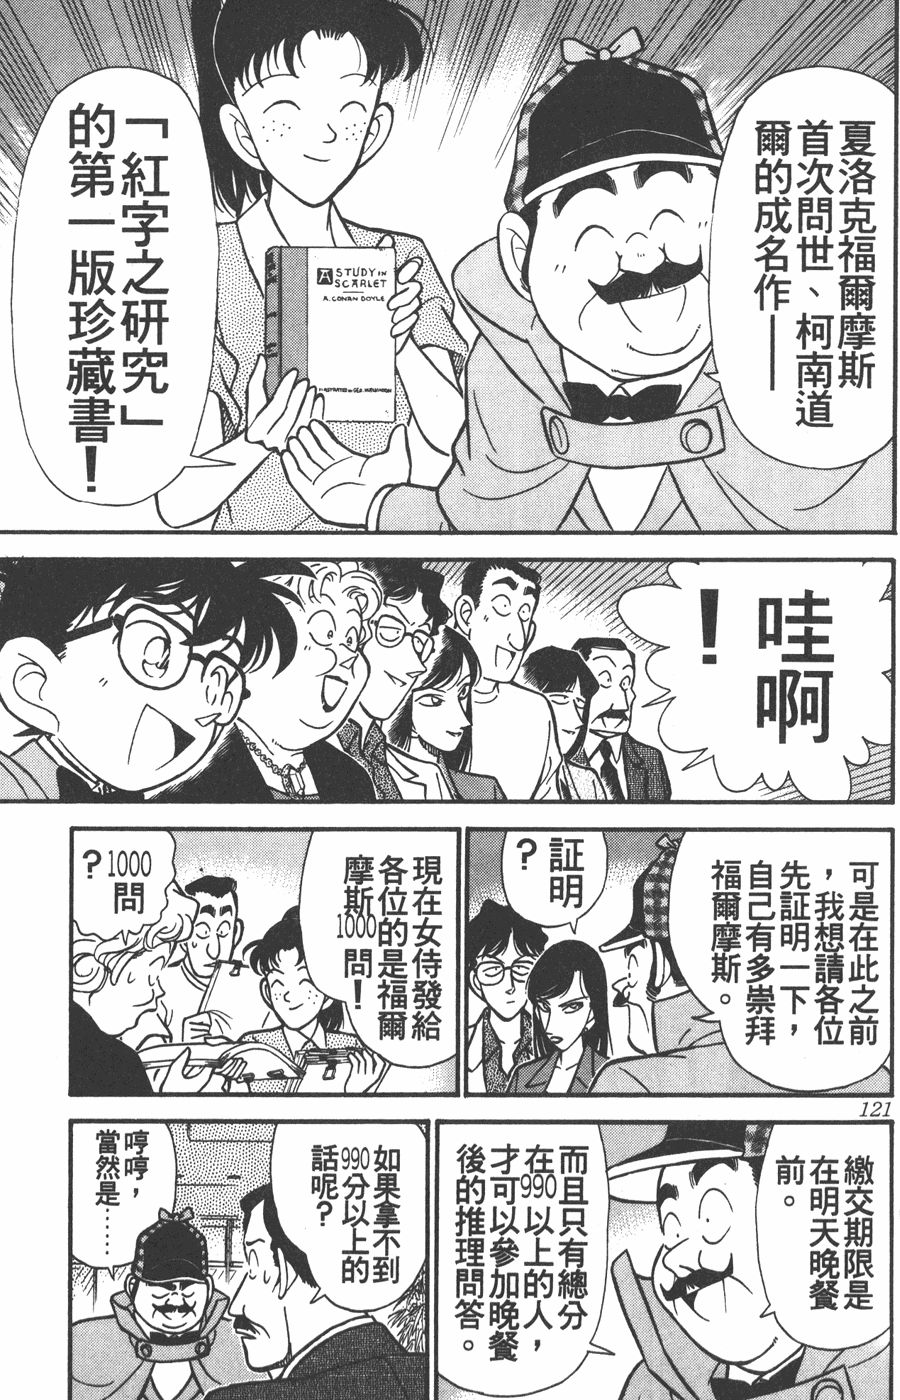 夏洛克福爾摩斯
首次問世、柯南道
爾的成名作——
「紅字之研究」
的第一版珍藏書!
A STUDY IN
SCARLET
A. CONAN DOYLE
哇啊
!
可是在此之前
,我想請各位
先証明一下,
自己有多崇拜
福爾摩斯。
証明
?
現在女侍發給
各位的是福爾
摩斯1000問!
1000問
?
121
繳交期限是
在明天晚餐
前。
而且只有總分
在990以上的人,
才可以參加晚餐
後的推理問答。
如果拿不到
990分以上的
話呢?
哼哼,
當然是……